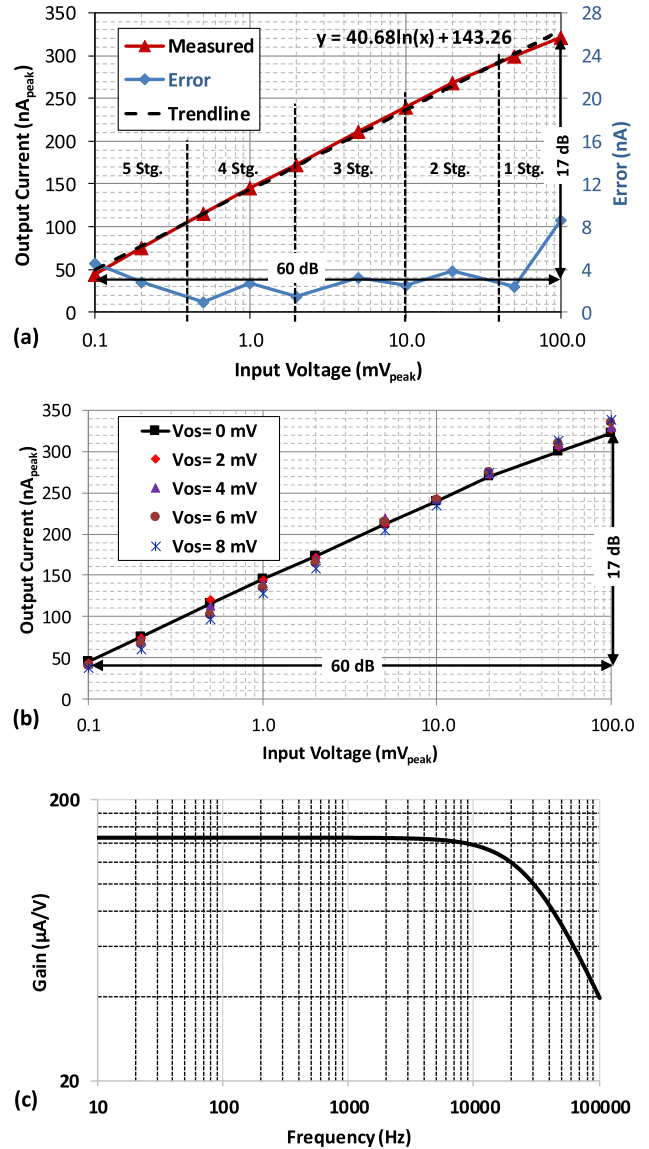 350
300
250
200
150
100
50
0
Output Current (nApeak)
Measured
Error
Trendline
y = 40.68ln(x) + 143.26
5 Stg.
4 Stg.
3 Stg.
2 Stg.
1 Stg.
17 dB
60 dB
28
24
20
16
12
8
4
0
Error (nA)
0.1
1.0
10.0
100.0
Input Voltage (mVpeak)
(a)
350
300
250
200
150
100
50
0
Output Current (nApeak)
Vos= 0 mV
Vos= 2 mV
Vos= 4 mV
Vos= 6 mV
Vos= 8 mV
17 dB
60 dB
0.1
1.0
10.0
100.0
Input Voltage (mVpeak)
(b)
200
20
Gain (µA/V)
10
100
1000
10000
100000
Frequency (Hz)
(c)